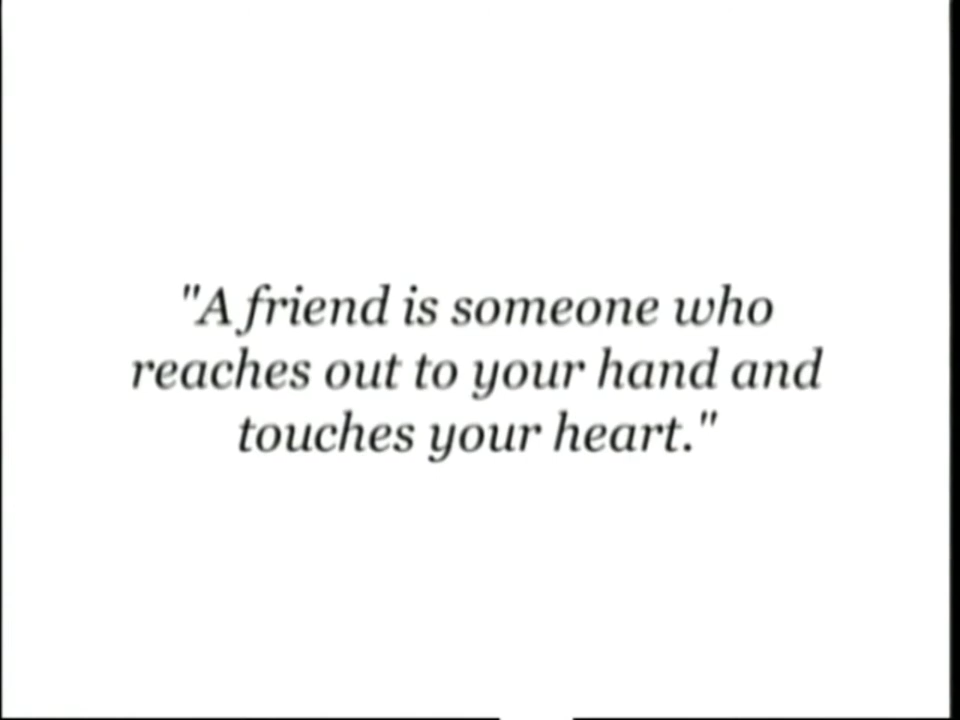 "A friend is someone who
reaches out to your hand and
touches your heart."